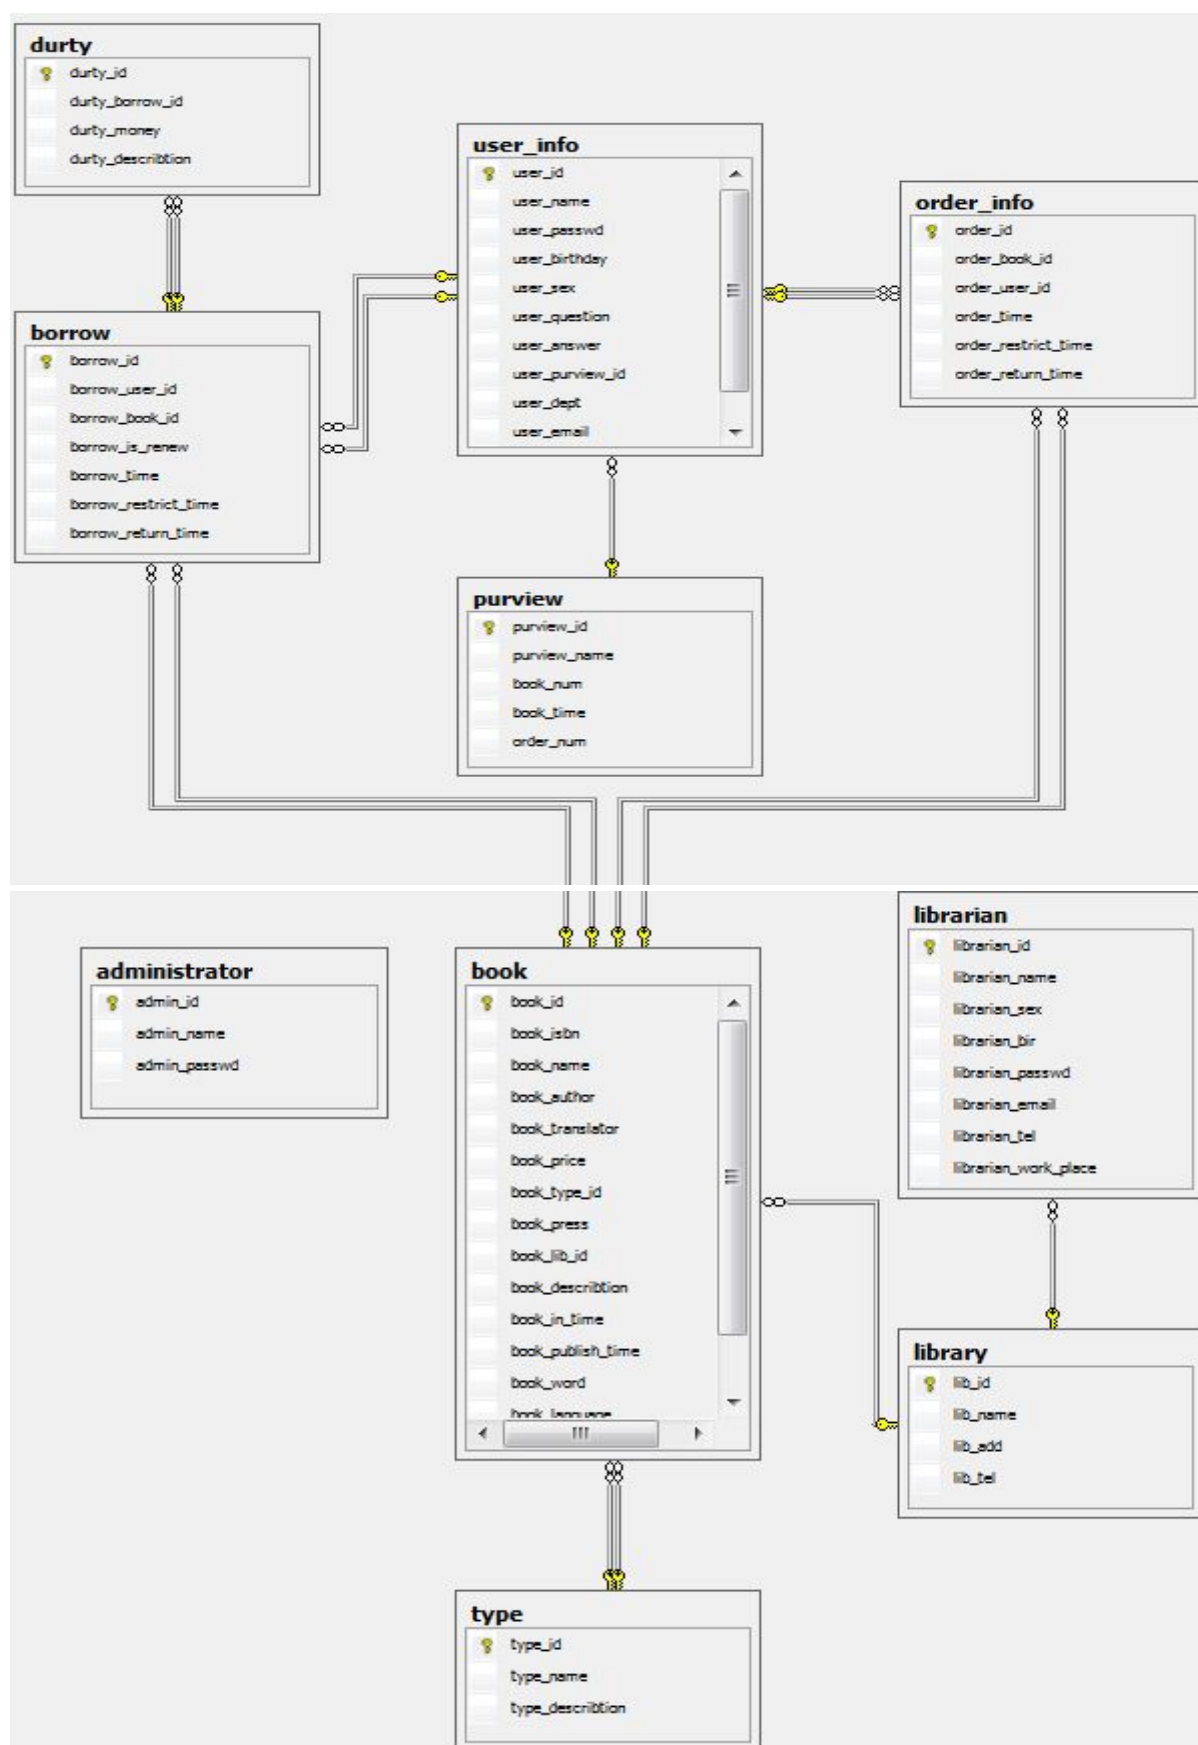 durty
durty_id
durty_borrow_id
durty_money
durty_describtion
user_info
user_id
user_name
user_passwd
user_birthday
user_sex
user_question
user_answer
user_purview_id
user_dept
user_email
order_info
order_id
order_book_id
order_user_id
order_time
order_restrict_time
order_return_time
borrow
borrow_id
borrow_user_id
borrow_book_id
borrow_is_renew
borrow_time
borrow_restrict_time
borrow_return_time
purview
purview_id
purview_name
book_num
book_time
order_num
administrator
admin_id
admin_name
admin_passwd
book
book_id
book_isbn
book_name
book_author
book_translator
book_price
book_type_id
book_press
book_lib_id
book_describtion
book_in_time
book_publish_time
book_word
book_language
librarian
librarian_id
librarian_name
librarian_sex
librarian_bir
librarian_passwd
librarian_email
librarian_tel
librarian_work_place
library
lib_id
lib_name
lib_add
lib_tel
type
type_id
type_name
type_describtion